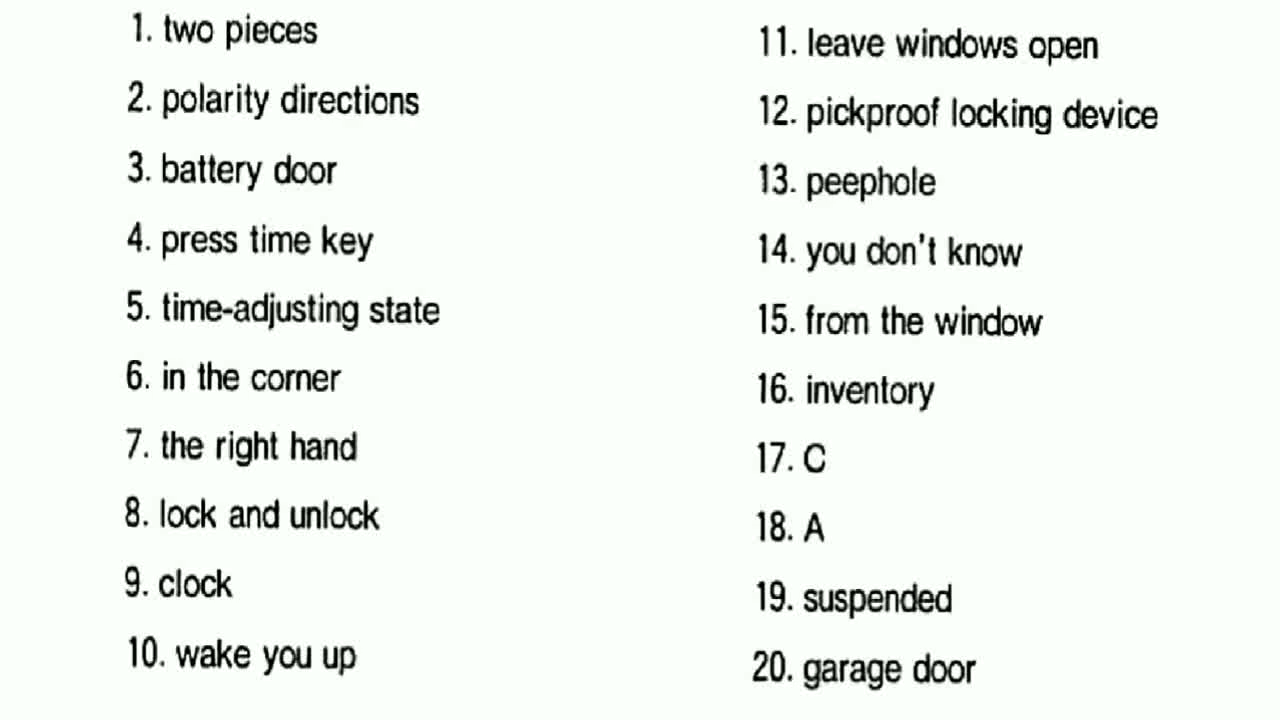 1. two pieces
2. polarity directions
3. battery door
4. press time key
5. time-adjusting state
6. in the corner
7. the right hand
8. lock and unlock
9. clock
10. wake you up
11. leave windows open
12. pickproof locking device
13. peephole
14. you don't know
15. from the window
16. inventory
17. C
18. A
19. suspended
20. garage door